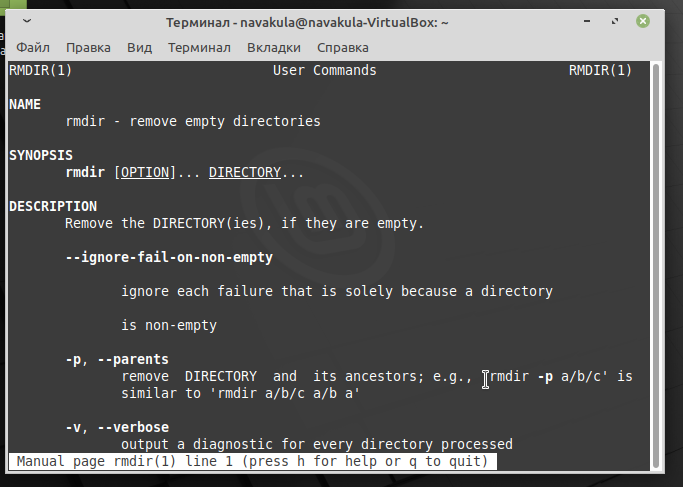 Терминал - navakula@navakula-VirtualBox: ~
Файл Правка Вид Терминал Вкладки Справка
RMDIR(1) User Commands RMDIR(1)
NAME
rmdir - remove empty directories
SYNOPSIS
rmdir [OPTION]... DIRECTORY...
DESCRIPTION
Remove the DIRECTORY(ies), if they are empty.
--ignore-fail-on-non-empty
ignore each failure that is solely because a directory
is non-empty
-p, --parents
remove DIRECTORY and its ancestors; e.g., 'rmdir -p a/b/c' is
similar to 'rmdir a/b/c a/b a'
-v, --verbose
output a diagnostic for every directory processed
Manual page rmdir(1) line 1 (press h for help or q to quit)